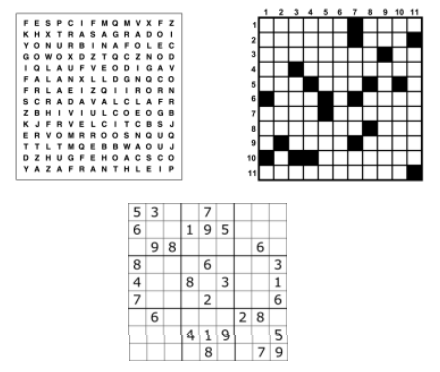 F E S P C I F M Q M V X F Z
K H X T R A S A G R A D O I
Y O N U R B I N A F O L E C
G O W O X D Z T Q C Z N O D
I Q L A U F V E O D I G A V
F A L A N X L L D G N Q C O
F R L A E I Z Q I I R O R N
S C R A D A V A L C L A F R
Z B H I V I U L C O E O G B
K J F R V E L C I T C B S J
E R V O M R R O O S N Q U Q
T T L T M Q E B B W A O U J
D Z H U G F E H O A C S C O
Y A Z A F R A N T H L E I P
1 2 3 4 5 6 7 8 9 10 11
1
2
3
4
5
6
7
8
9
10
11
5 3 7
6 1 9 5
9 8 6
8 6 3
4 8 3 1
7 2 6
6 2 8
4 1 9 5
8 7 9